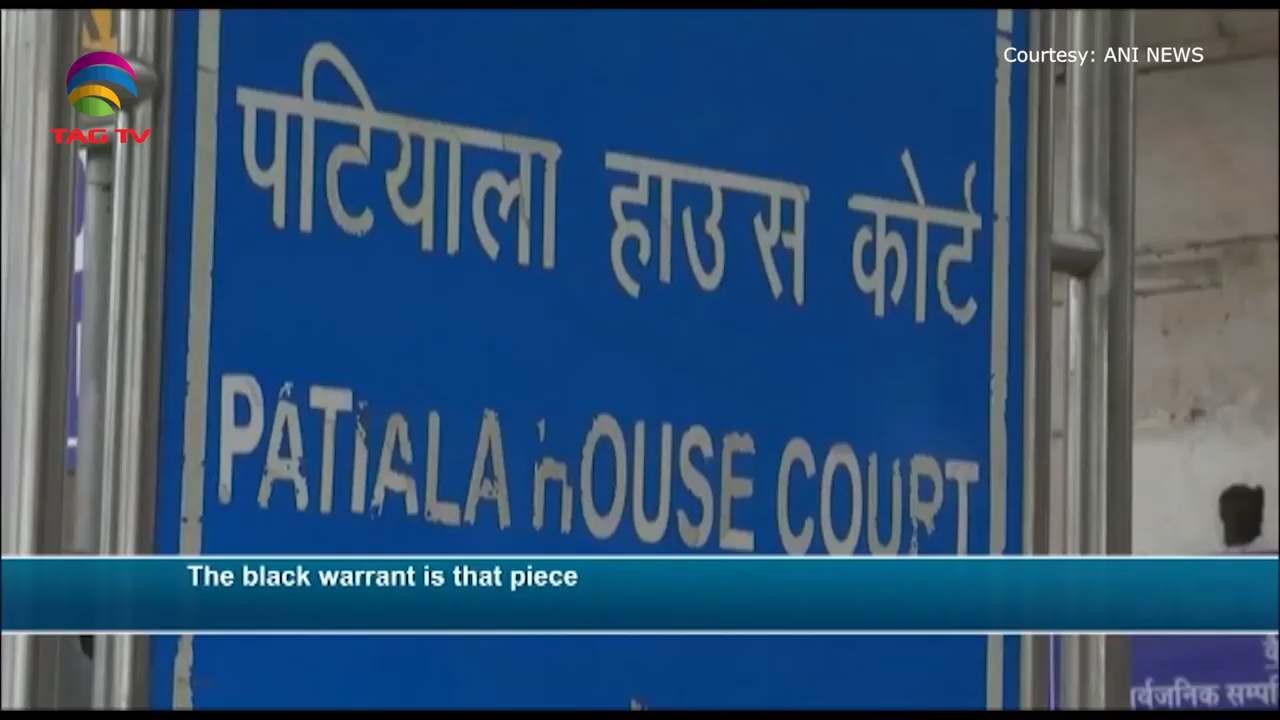 Courtesy: ANI NEWS
TAG TV
पटियाला हाउस कोर्ट
PATIALA HOUSE COURT
The black warrant is that piece